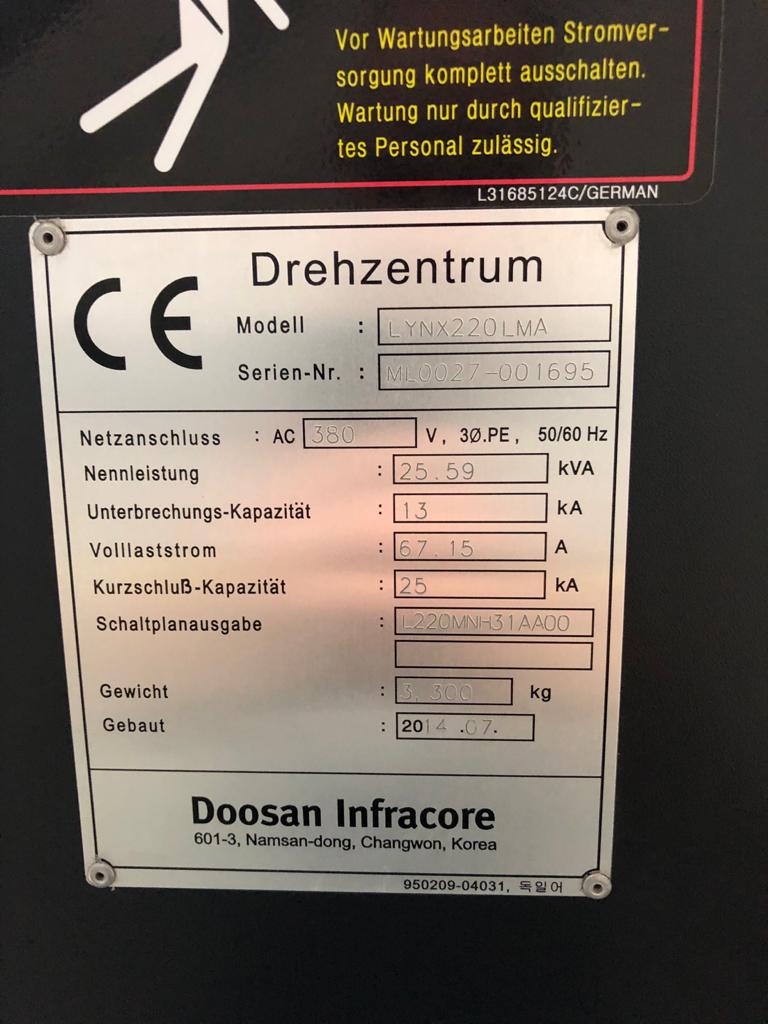 Vor Wartungsarbeiten Stromver-
sorgung komplett ausschalten.
Wartung nur durch qualifizier-
tes Personal zulässig.
L31685124C/GERMAN
CE
Drehzentrum
Modell : LYNX220LMA
Serien-Nr. : ML0027-001695
Netzanschluss : AC 380 V, 3Ø.PE, 50/60 Hz
Nennleistung : 25.59 kVA
Unterbrechungs-Kapazität : 13 kA
Volllaststrom : 67.15 A
Kurzschluß-Kapazität : 25 kA
Schaltplanausgabe : L220MNH31AA00
Gewicht : 3,300 kg
Gebaut : 2014.07.
Doosan Infracore
601-3, Namsan-dong, Changwon, Korea
950209-04031, 독일어